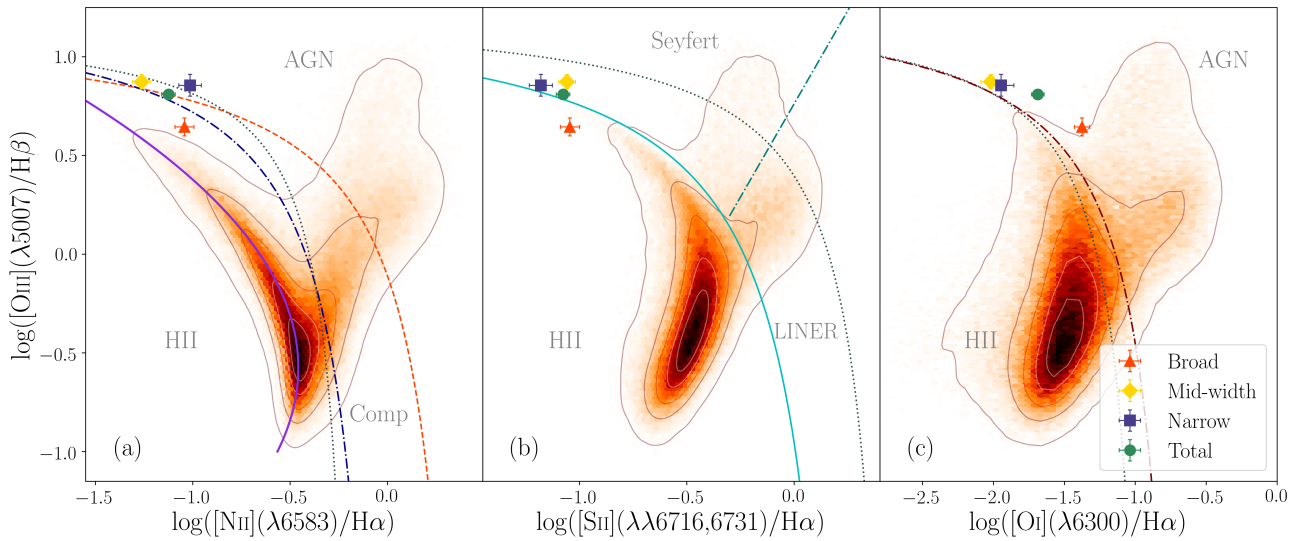 log([OIII](λ5007)/Hβ)
1.0
0.5
0.0
−0.5
−1.0
AGN
HII
Comp
(a)
−1.5 −1.0 −0.5 0.0
log([NII](λ6583)/Hα)
Seyfert
HII
LINER
(b)
−1.0 −0.5 0.0
log([SII](λλ6716,6731)/Hα)
AGN
HII
(c)
Broad
Mid-width
Narrow
Total
−2.5 −2.0 −1.5 −1.0 −0.5 0.0
log([OI](λ6300)/Hα)